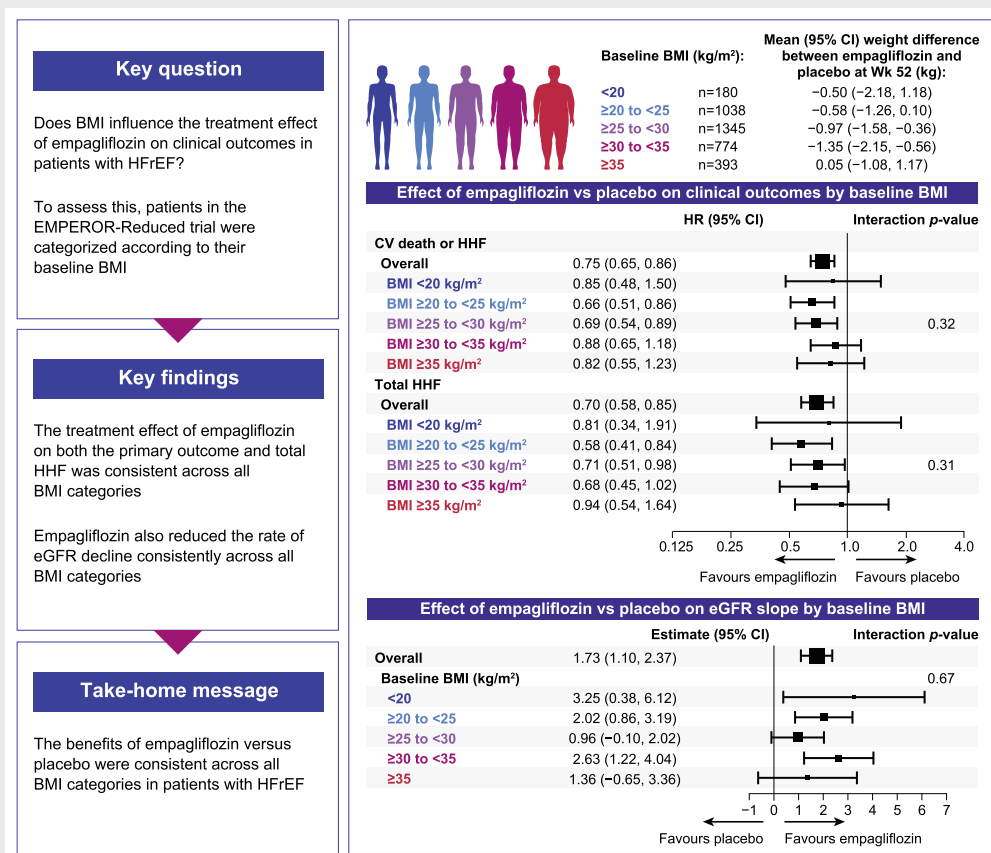 Key question
Does BMI influence the treatment effect
of empagliflozin on clinical outcomes in
patients with HFrEF?
To assess this, patients in the
EMPEROR-Reduced trial were
categorized according to their
baseline BMI
Key findings
The treatment effect of empagliflozin
on both the primary outcome and total
HHF was consistent across all
BMI categories
Empagliflozin also reduced the rate of
eGFR decline consistently across all
BMI categories
Take-home message
The benefits of empagliflozin versus
placebo were consistent across all
BMI categories in patients with HFrEF
Baseline BMI (kg/m²):
Mean (95% CI) weight difference
between empagliflozin and
placebo at Wk 52 (kg):
<20 n=180 −0.50 (−2.18, 1.18)
≥20 to <25 n=1038 −0.58 (−1.26, 0.10)
≥25 to <30 n=1345 −0.97 (−1.58, −0.36)
≥30 to <35 n=774 −1.35 (−2.15, −0.56)
≥35 n=393 0.05 (−1.08, 1.17)
Effect of empagliflozin vs placebo on clinical outcomes by baseline BMI
HR (95% CI) Interaction p-value
CV death or HHF
Overall 0.75 (0.65, 0.86)
BMI <20 kg/m² 0.85 (0.48, 1.50)
BMI ≥20 to <25 kg/m² 0.66 (0.51, 0.86)
BMI ≥25 to <30 kg/m² 0.69 (0.54, 0.89) 0.32
BMI ≥30 to <35 kg/m² 0.88 (0.65, 1.18)
BMI ≥35 kg/m² 0.82 (0.55, 1.23)
Total HHF
Overall 0.70 (0.58, 0.85)
BMI <20 kg/m² 0.81 (0.34, 1.91)
BMI ≥20 to <25 kg/m² 0.58 (0.41, 0.84)
BMI ≥25 to <30 kg/m² 0.71 (0.51, 0.98) 0.31
BMI ≥30 to <35 kg/m² 0.68 (0.45, 1.02)
BMI ≥35 kg/m² 0.94 (0.54, 1.64)
0.125 0.25 0.5 1.0 2.0 4.0
Favours empagliflozin Favours placebo
Effect of empagliflozin vs placebo on eGFR slope by baseline BMI
Estimate (95% CI) Interaction p-value
Overall 1.73 (1.10, 2.37)
Baseline BMI (kg/m²) 0.67
<20 3.25 (0.38, 6.12)
≥20 to <25 2.02 (0.86, 3.19)
≥25 to <30 0.96 (−0.10, 2.02)
≥30 to <35 2.63 (1.22, 4.04)
≥35 1.36 (−0.65, 3.36)
−1 0 1 2 3 4 5 6 7
Favours placebo Favours empagliflozin